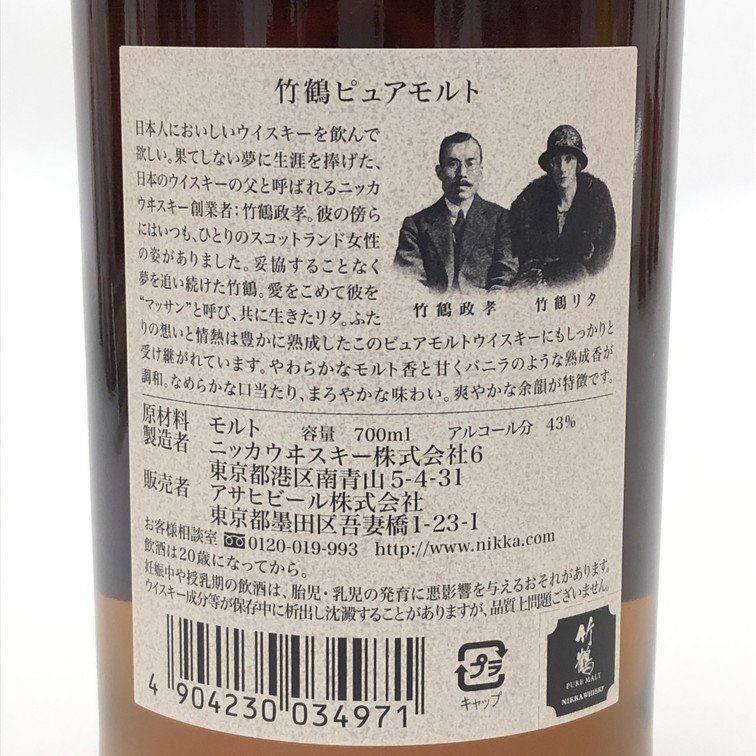 竹鶴ピュアモルト
日本人においしいウイスキーを飲んで
欲しい。果てしない夢に生涯を捧げた、
日本のウイスキーの父と呼ばれるニッカ
ウヰスキー創業者：竹鶴政孝。彼の傍ら
にはいつも、ひとりのスコットランド女性
の姿がありました。妥協することなく
夢を追い続けた竹鶴。愛をこめて彼を
“マッサン”と呼び、共に生きたリタ。ふた
りの想いと情熱は豊かに熟成したこのピュアモルトウイスキーにもしっかりと
受け継がれています。やわらかなモルト香と甘くバニラのような熟成香が
調和。なめらかな口当たり、まろやかな味わい。爽やかな余韻が特徴です。
竹鶴政孝 竹鶴リタ
原材料 モルト 容量 700ml アルコール分 43%
製造者 ニッカウヰスキー株式会社6
東京都港区南青山5-4-31
販売者 アサヒビール株式会社
東京都墨田区吾妻橋1-23-1
お客様相談室 0120-019-993 http://www.nikka.com
飲酒は20歳になってから。
妊娠中や授乳期の飲酒は、胎児・乳児の発育に悪影響を与えるおそれがあります。
ウイスキー成分等が保存中に析出し沈澱することがありますが、品質上問題ございません。
4 904230 034971
プラ
キャップ
竹鶴
PURE MALT
NIKKA WHISKY